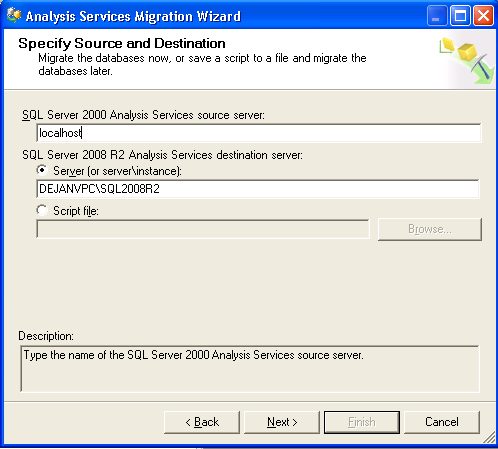 Analysis Services Migration Wizard
Specify Source and Destination
Migrate the databases now, or save a script to a file and migrate the
databases later.
SQL Server 2000 Analysis Services source server:
localhost
SQL Server 2008 R2 Analysis Services destination server:
Server (or server\instance):
DEJANVPC\SQL2008R2
Script file:
Browse...
Description:
Type the name of the SQL Server 2000 Analysis Services source server.
< Back Next > Finish Cancel